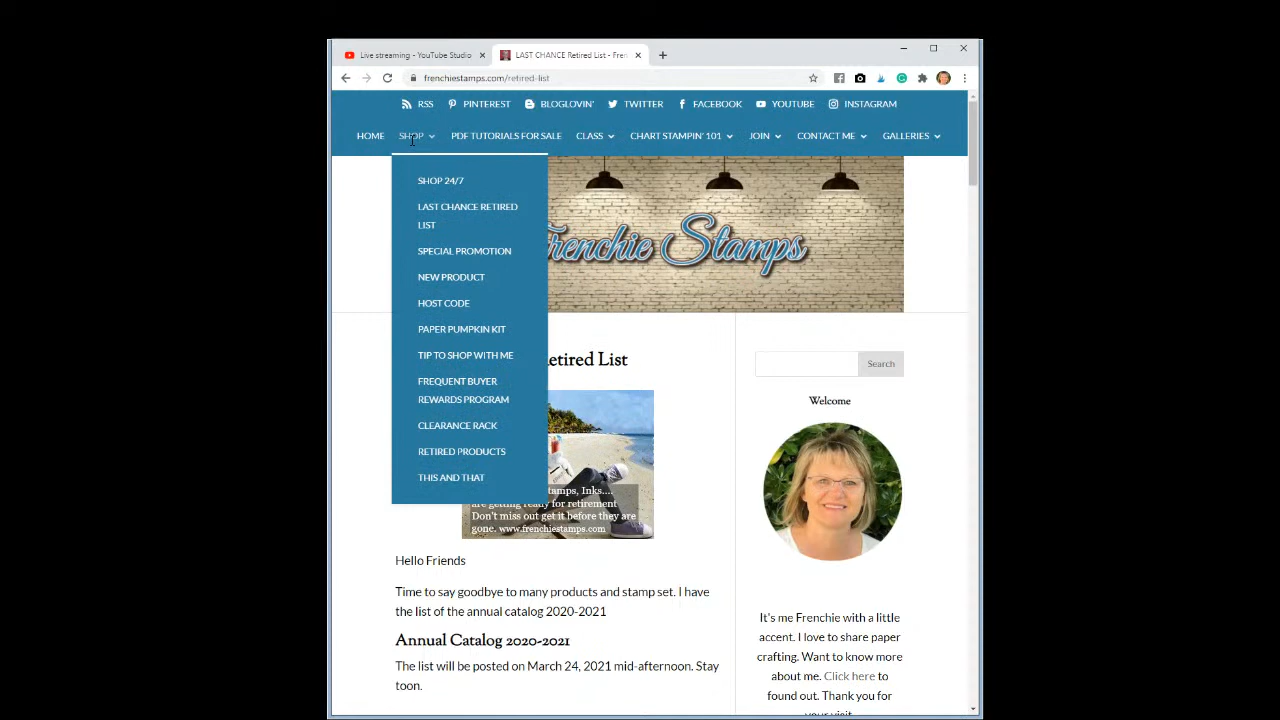 Live streaming - YouTube Studio
LAST CHANCE Retired List - Fren
frenchiestamps.com/retired-list
RSS PINTEREST BLOGLOVIN' TWITTER FACEBOOK YOUTUBE INSTAGRAM
HOME SHOP PDF TUTORIALS FOR SALE CLASS CHART STAMPIN' 101 JOIN CONTACT ME GALLERIES
SHOP 24/7
LAST CHANCE RETIRED
LIST
SPECIAL PROMOTION
NEW PRODUCT
HOST CODE
PAPER PUMPKIN KIT
TIP TO SHOP WITH ME
FREQUENT BUYER
REWARDS PROGRAM
CLEARANCE RACK
RETIRED PRODUCTS
THIS AND THAT
Frenchie Stamps
Retired List
Search
Welcome
tamps, Inks....
are getting ready for retirement
Don't miss out get it before they are
gone. www.frenchiestamps.com
Hello Friends
Time to say goodbye to many products and stamp set. I have
the list of the annual catalog 2020-2021
Annual Catalog 2020-2021
The list will be posted on March 24, 2021 mid-afternoon. Stay
toon.
It's me Frenchie with a little
accent. I love to share paper
crafting. Want to know more
about me. Click here to
found out. Thank you for
your visit